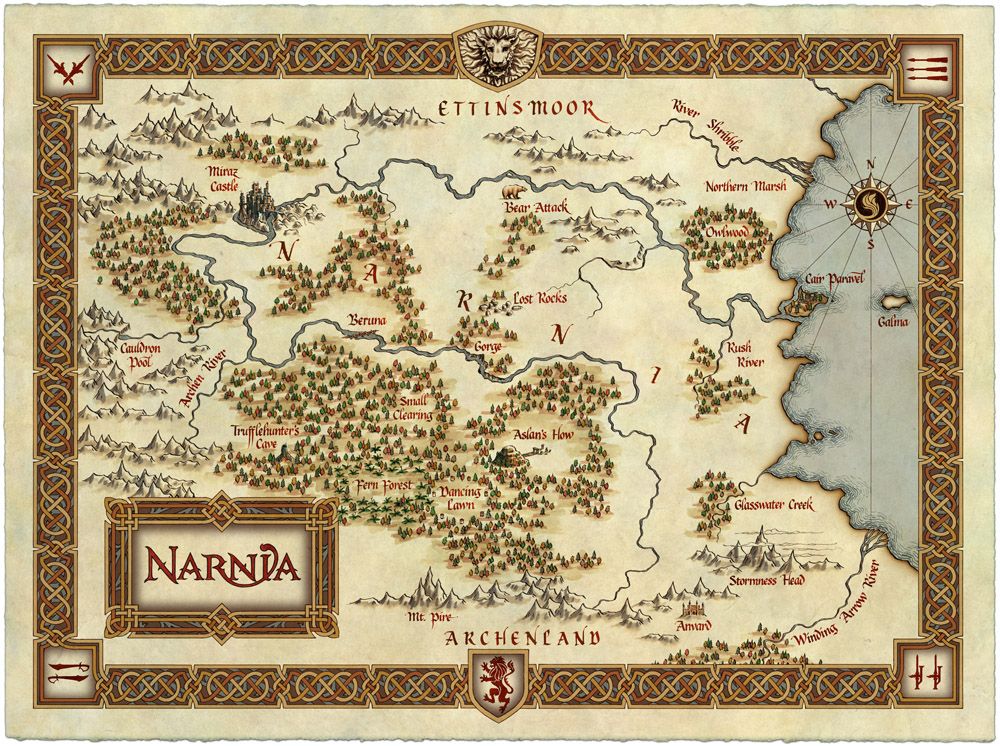 ETTINSMOOR
River Shribble
Miraz
Castle
Northern Marsh
Bear Attack
Owlwood
N
W
E
S
N A R N I A
Cair Paravel
Galma
Lost Rocks
Beruna
Gorge
Cauldron
Pool
Archen River
Rush
River
Small
Clearing
Trufflehunter's
Cave
Aslan's How
Fern Forest
Dancing
Lawn
Glasswater Creek
NARNIA
Stormness Head
Winding Arrow River
Mt. Pire
Anvard
ARCHENLAND